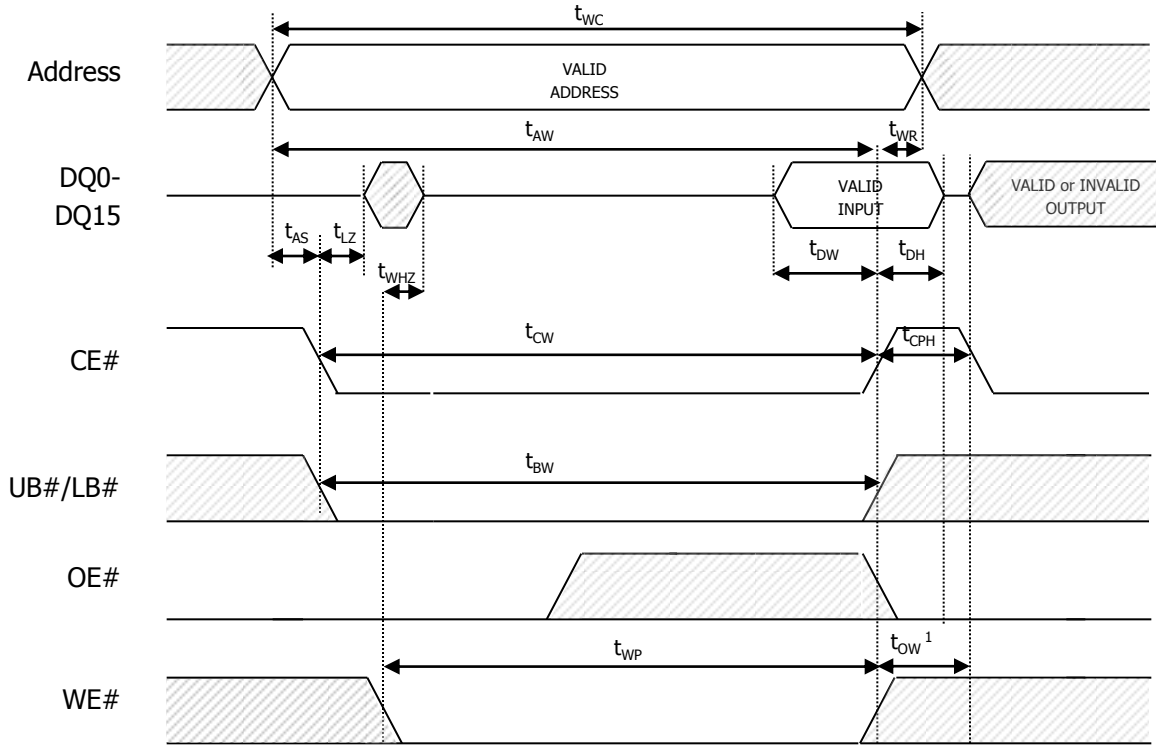 tWC
Address
VALID
ADDRESS
tAW
tWR
DQ0-
DQ15
VALID
INPUT
VALID or INVALID
OUTPUT
tAS
tLZ
tDW
tDH
tWHZ
CE#
tCW
tCPH
UB#/LB#
tBW
OE#
tWP
tOW 1
WE#